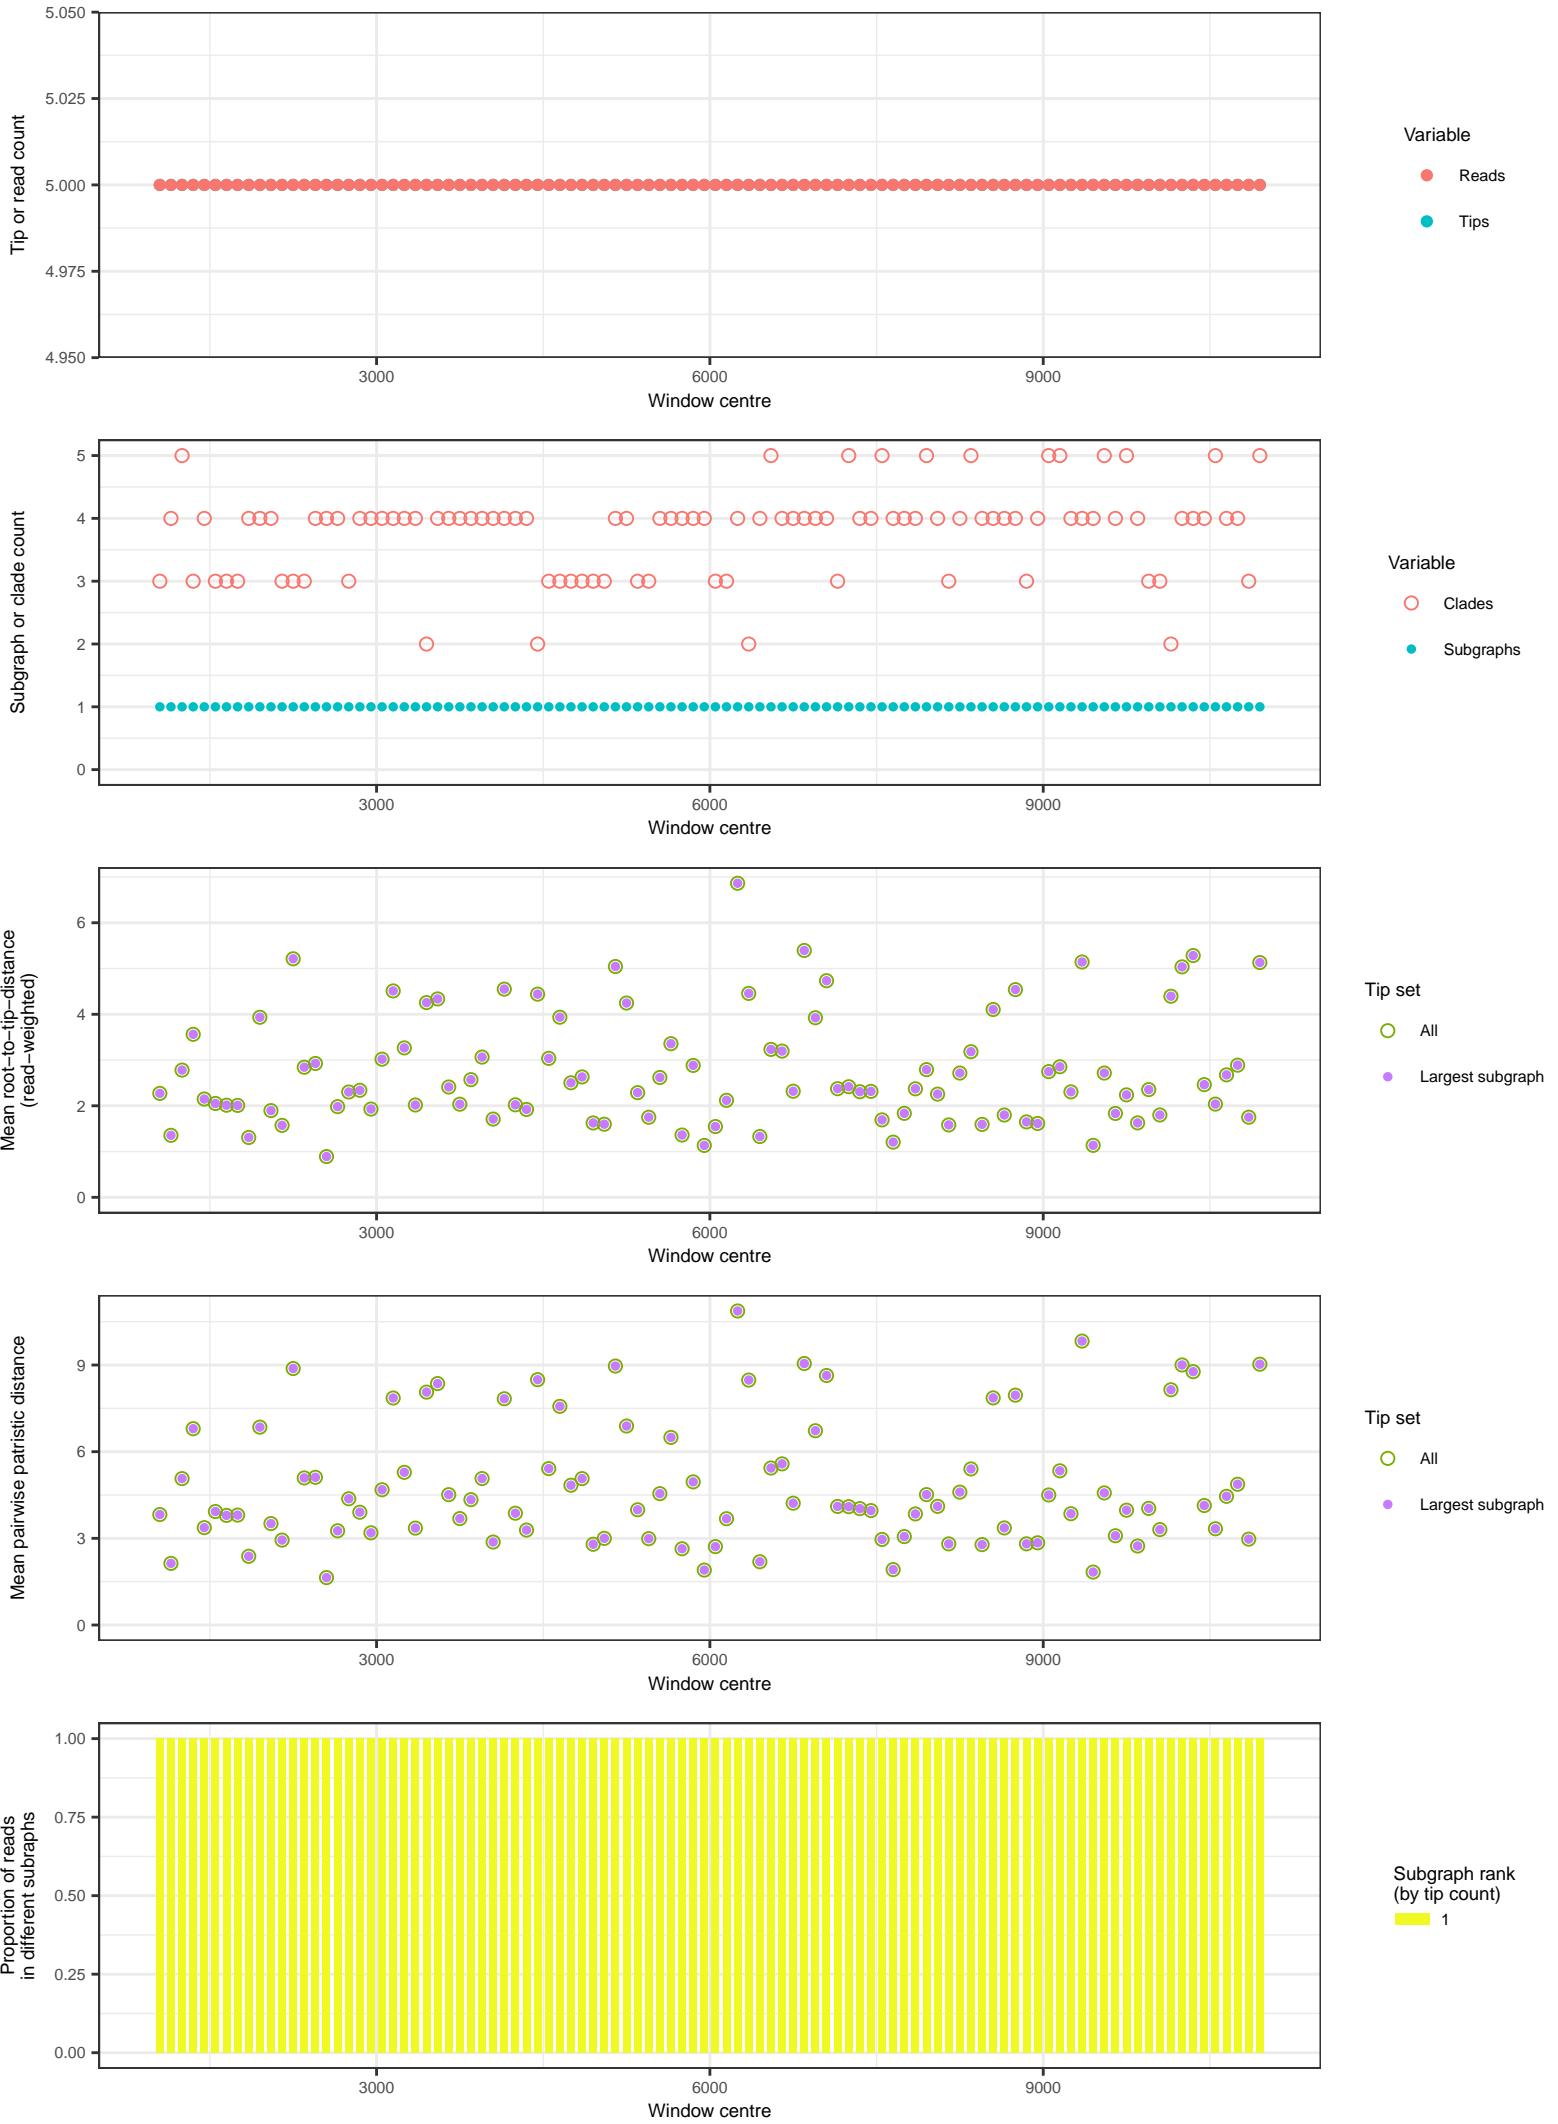 5.050
5.025
5.000
4.975
4.950
Tip or read count
3000 6000 9000
Window centre
Variable
Reads
Tips
5
4
3
2
1
0
Subgraph or clade count
3000 6000 9000
Window centre
Variable
Clades
Subgraphs
6
4
2
0
Mean root−to−tip−distance
(read−weighted)
3000 6000 9000
Window centre
Tip set
All
Largest subgraph
9
6
3
0
Mean pairwise patristic distance
3000 6000 9000
Window centre
Tip set
All
Largest subgraph
1.00
0.75
0.50
0.25
0.00
Proportion of reads
in different subraphs
3000 6000 9000
Window centre
Subgraph rank
(by tip count)
1